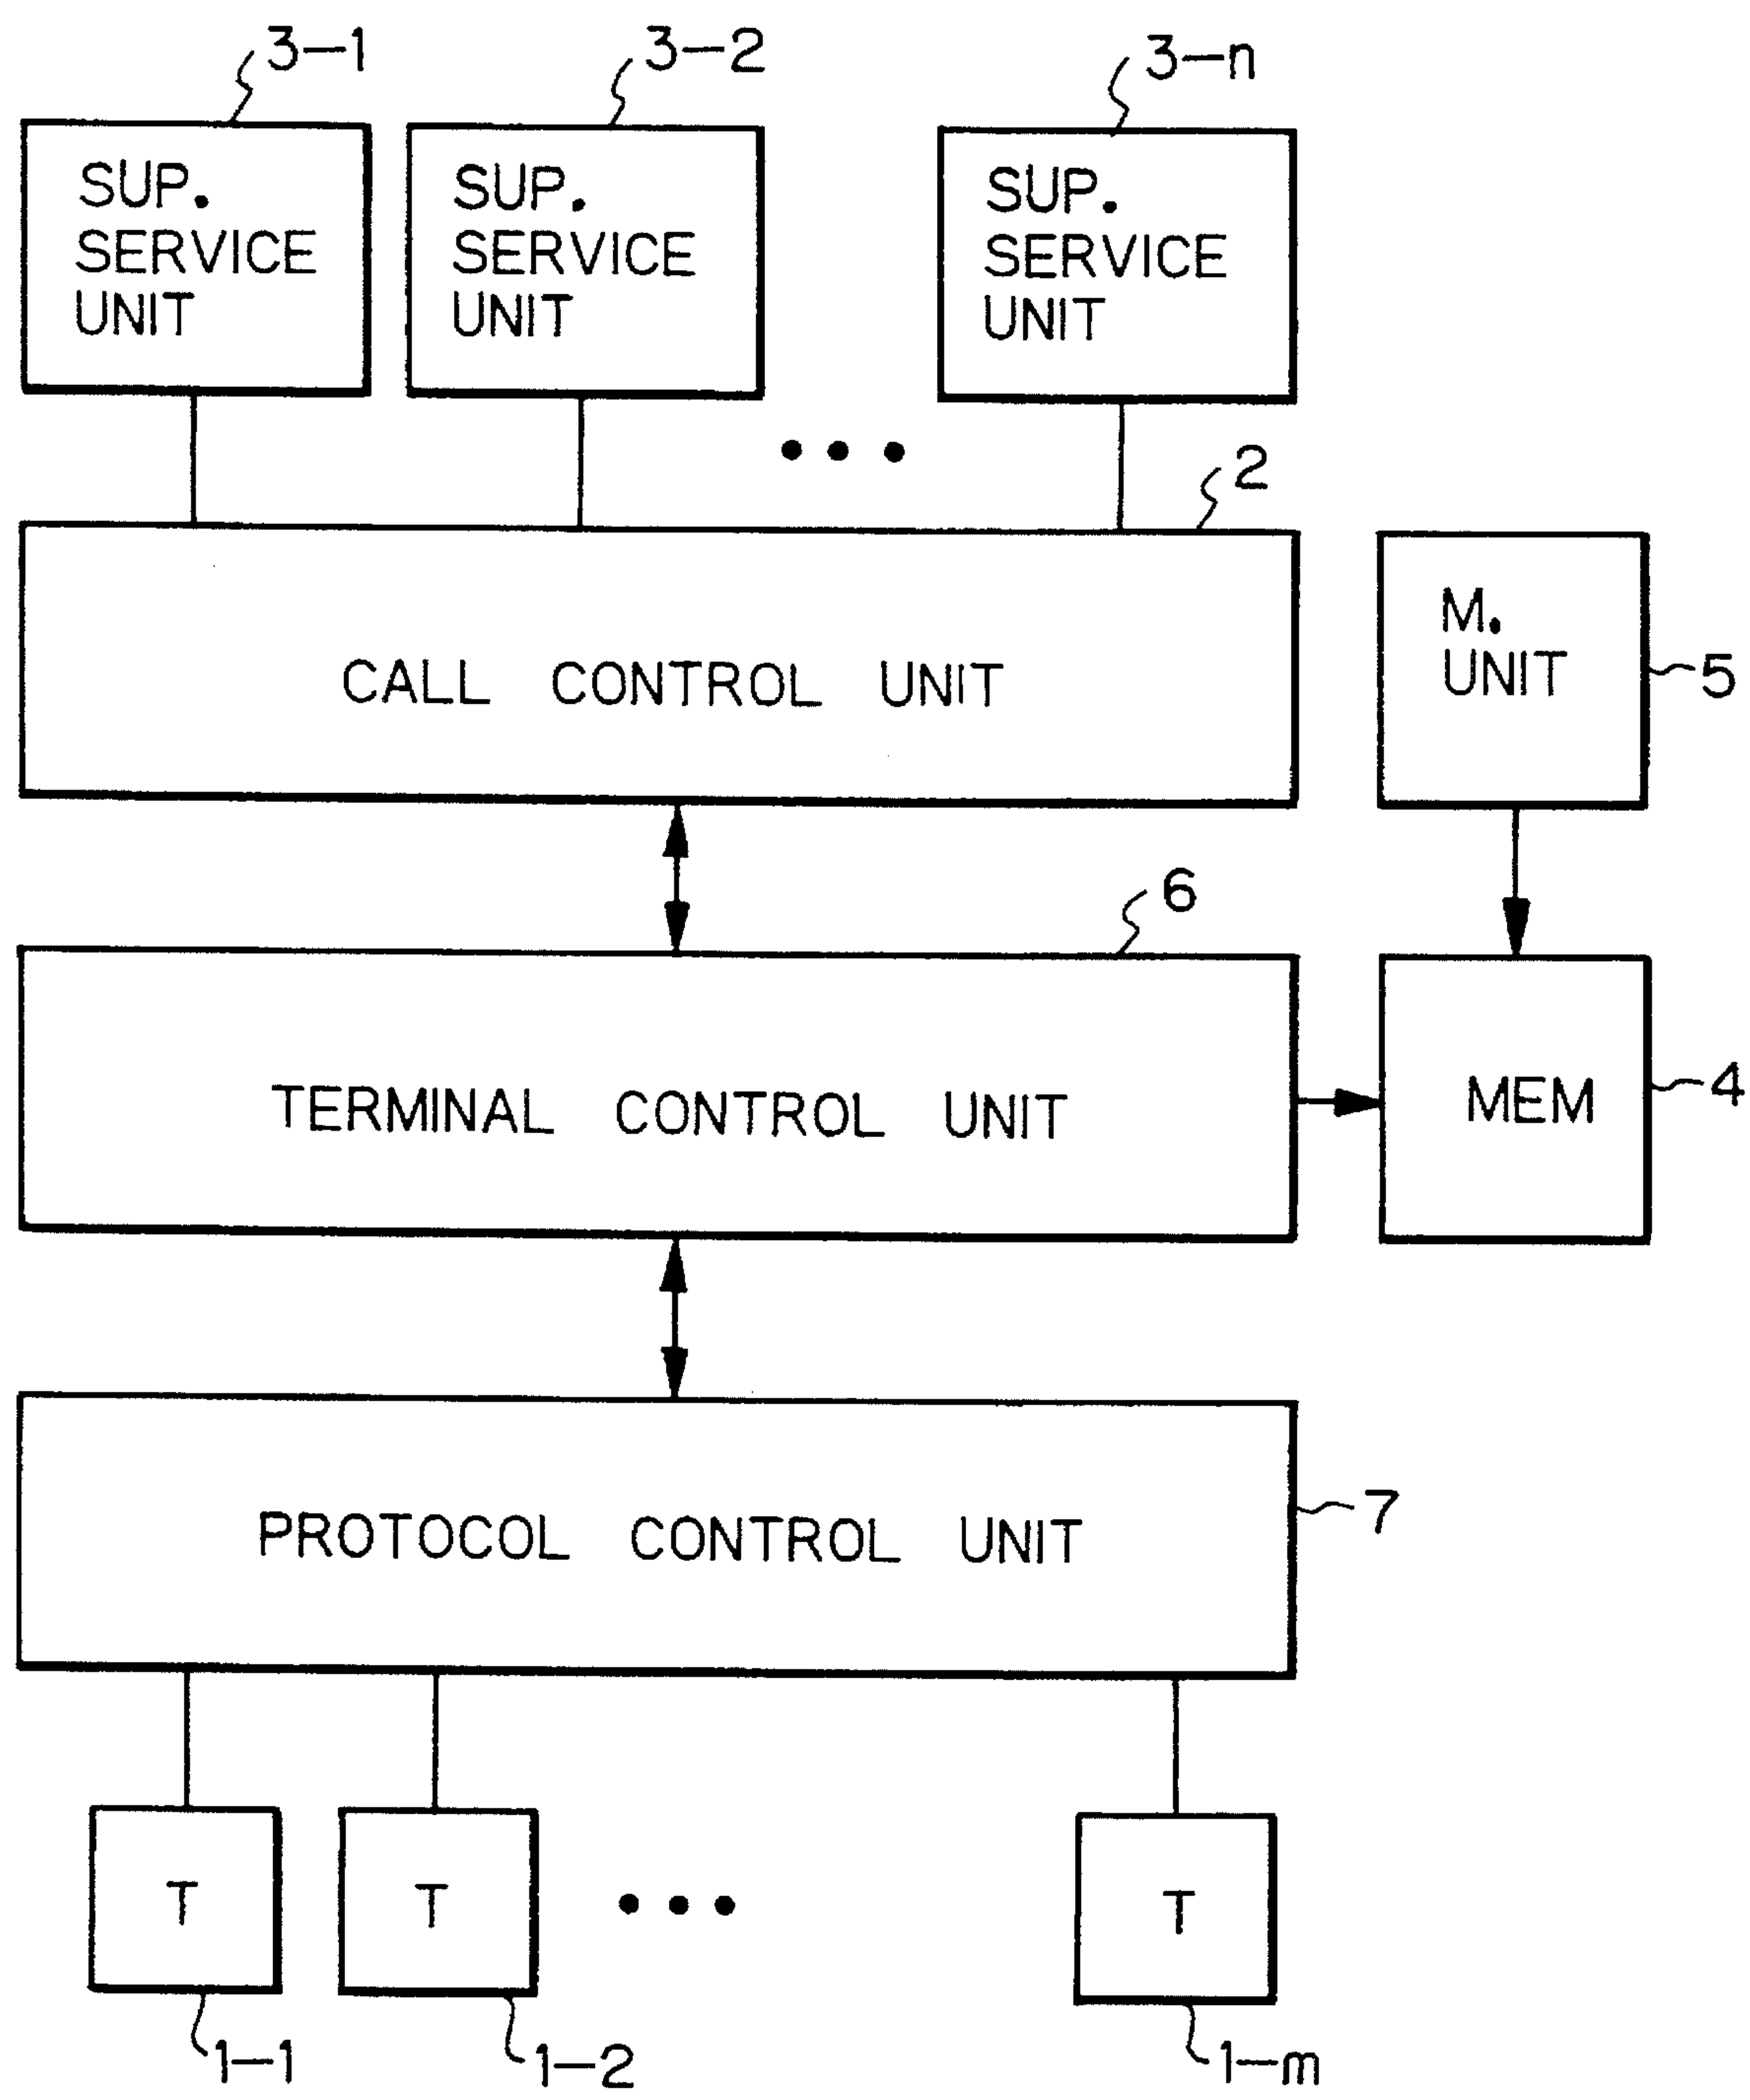 3-1
3-2
3-n
SUP.
SERVICE
UNIT
SUP.
SERVICE
UNIT
SUP.
SERVICE
UNIT
2
CALL CONTROL UNIT
M.
UNIT
5
6
TERMINAL CONTROL UNIT
MEM
4
PROTOCOL CONTROL UNIT
7
T
T
T
1-1
1-2
1-m